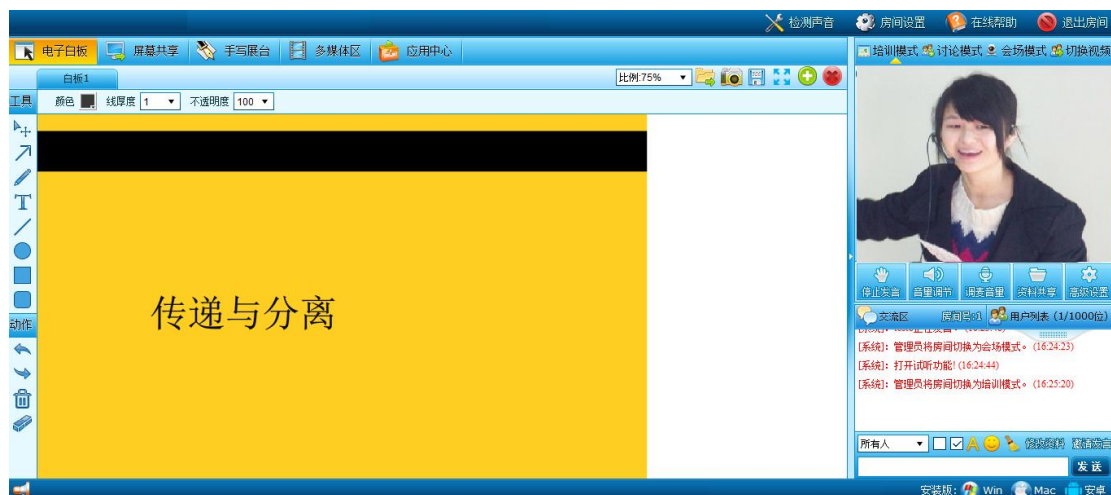 检测声音 房间设置 在线帮助 退出房间
电子白板 屏幕共享 手写展台 多媒体区 应用中心
培训模式 讨论模式 会场模式 切换视频
白板1
比例:75%
工具 颜色 线厚度 1 不透明度 100
T
传递与分离
动作
停止发言 音量调节 调麦音量 资料共享 高级设置
交流区 房间号:1 用户列表 (1/1000位)
[系统]: 管理员将房间切换为会场模式。 (16:24:23)
[系统]: 打开试听功能! (16:24:44)
[系统]: 管理员将房间切换为培训模式。 (16:25:20)
所有人 A
发送
安装版: Win Mac 安卓